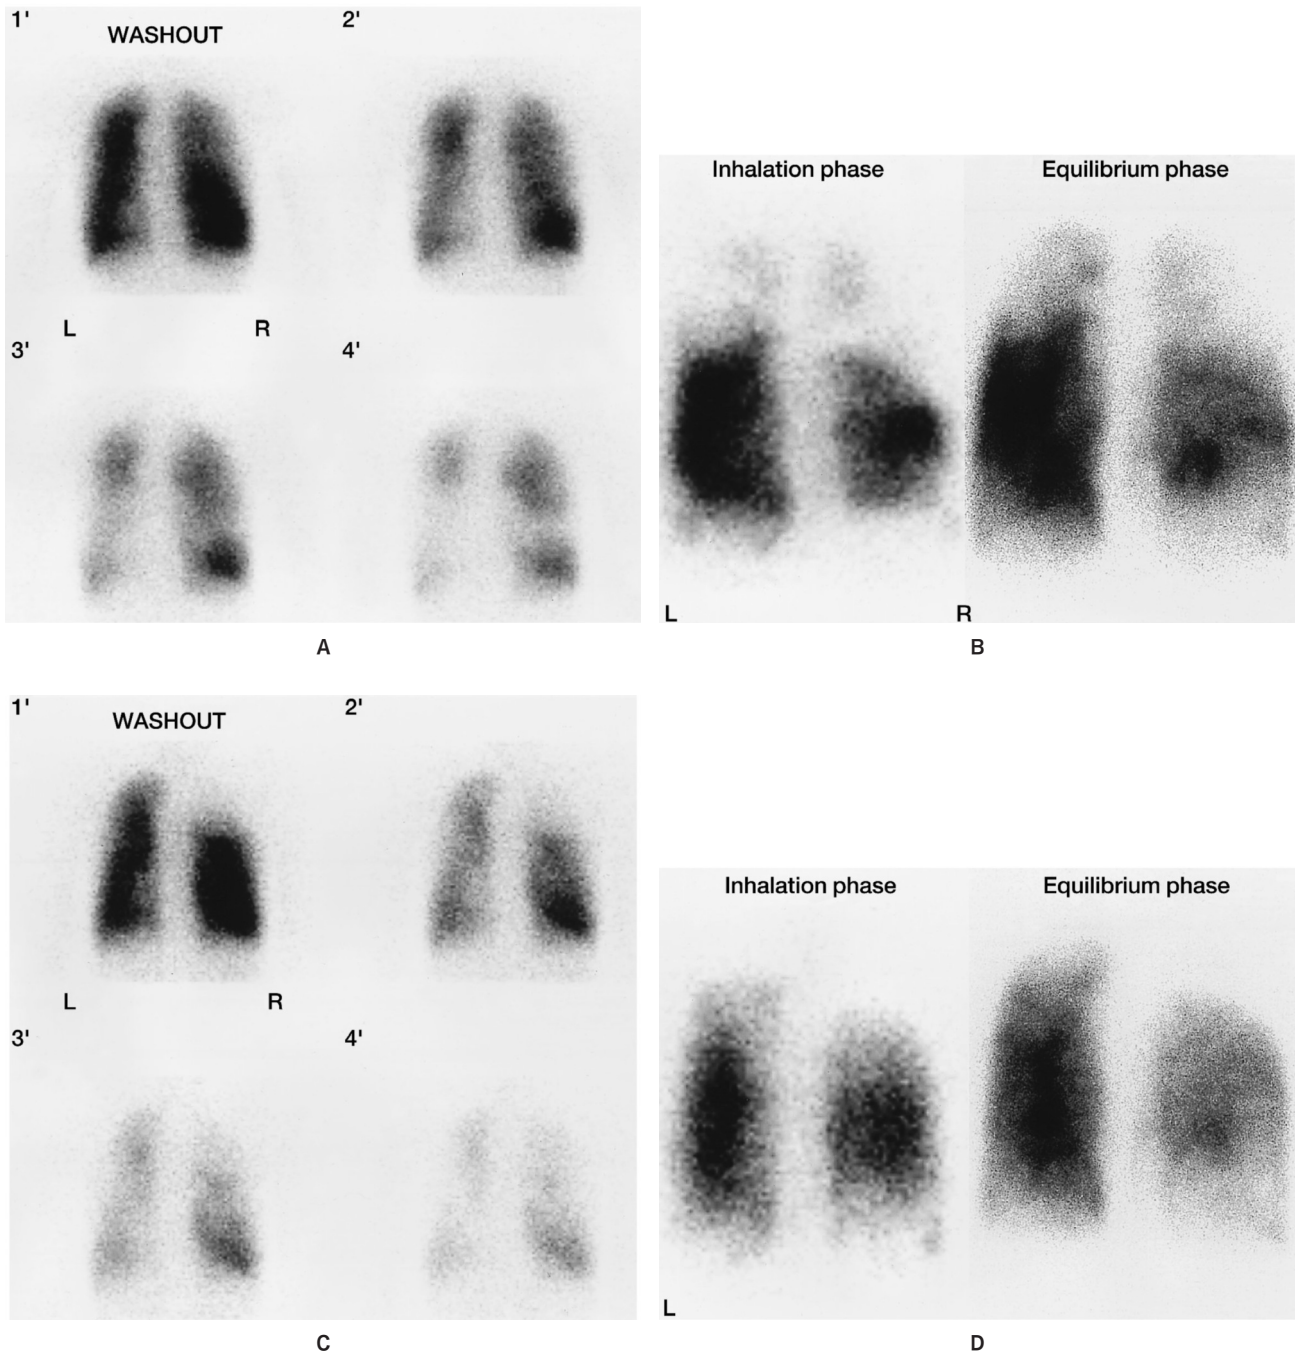 1'
WASHOUT
2'
L
R
3'
4'
A
Inhalation phase
Equilibrium phase
L
R
B
1'
WASHOUT
2'
L
R
3'
4'
C
Inhalation phase
Equilibrium phase
L
D